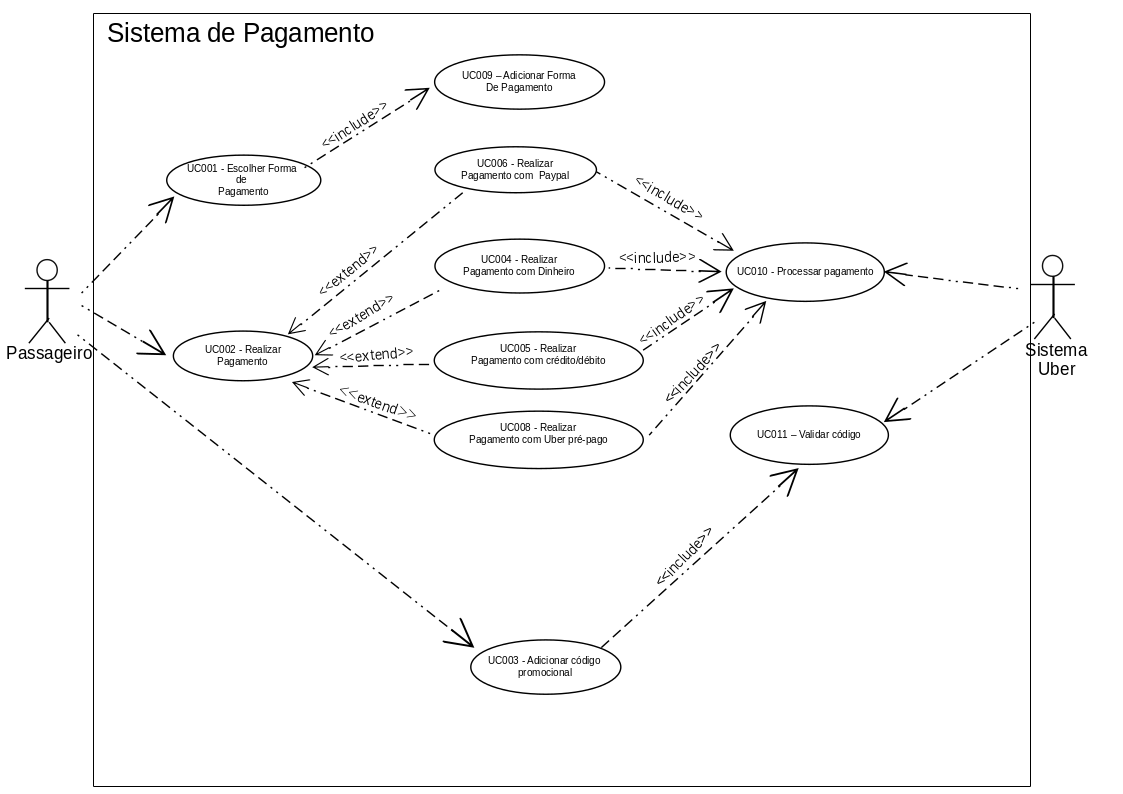 Sistema de Pagamento
UC009 – Adicionar Forma
De Pagamento
<<include>>
UC001 - Escolher Forma
de
Pagamento
UC006 - Realizar
Pagamento com  Paypal
<<include>>
<<extend>>
UC004 - Realizar
Pagamento com Dinheiro
<<include>>
UC010 - Processar pagamento
<<extend>>
<<include>>
Passageiro
UC002 - Realizar
Pagamento
<<extend>>
UC005 - Realizar
Pagamento com crédito/débito
Sistema
Uber
<<include>>
<<extend>>
UC008 - Realizar
Pagamento com Uber pré-pago
UC011 – Validar código
<<include>>
UC003 - Adicionar código
promocional